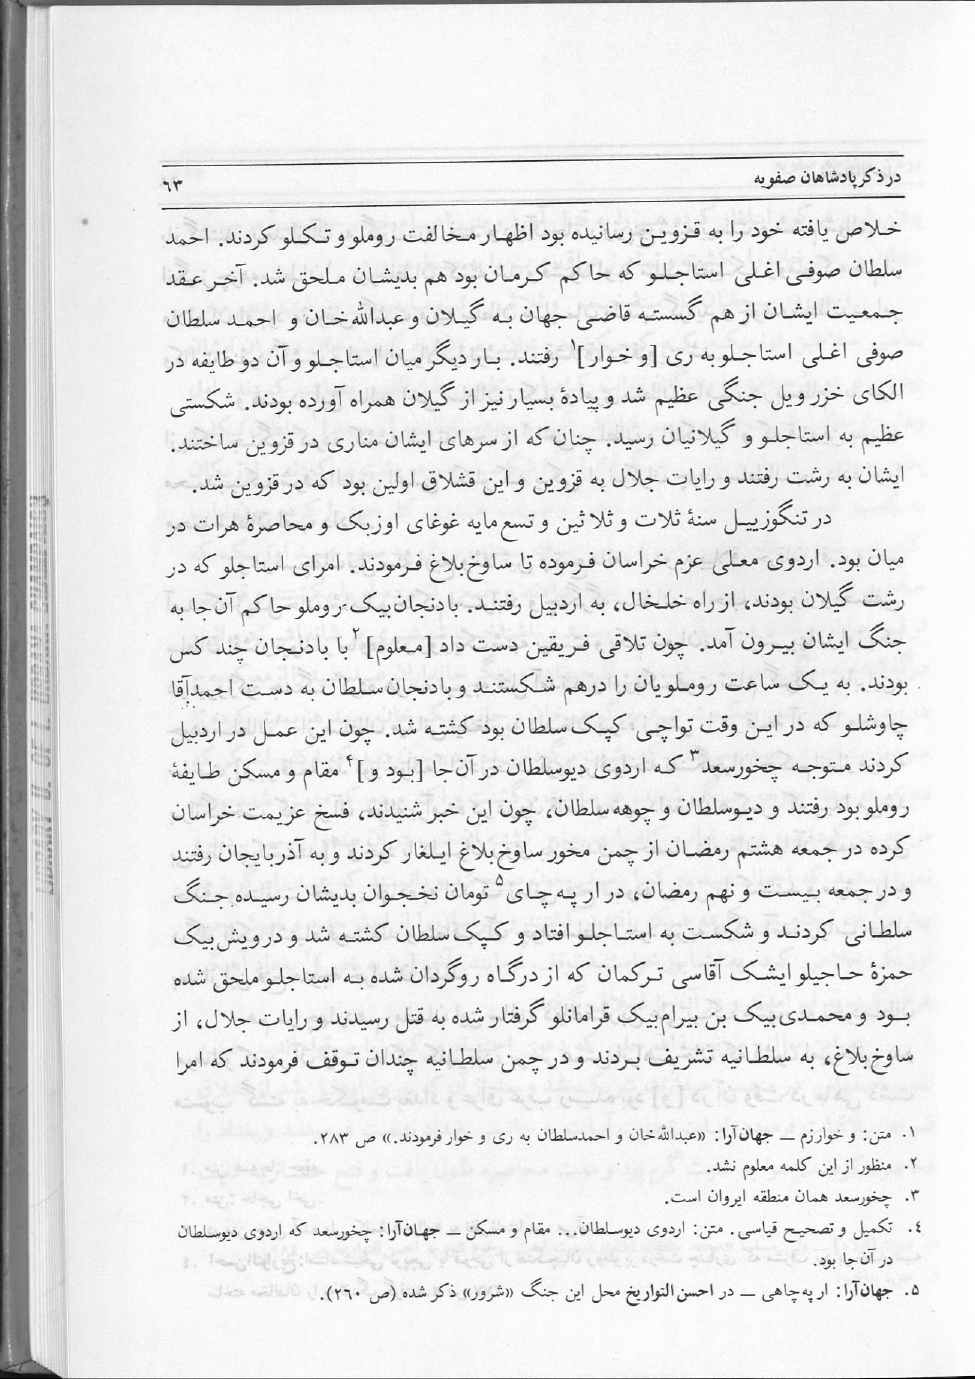 در ذکر پادشاهان صفویه ۶۳
خلاص یافته خود را به قزوین رسانیده بود اظهار مخالفت روملو و تکلو کردند. احمد
سلطان صوفی اغلی استاجلو که حاکم کرمان بود هم بدیشان ملحق شد. آخر عقد
جمعیت ایشان از هم گسسته قاضی جهان به گیلان و عبدالله خان و احمد سلطان
صوفی اغلی استاجلو به ری [و خوار]۱ رفتند. بار دیگر میان استاجلو و آن دو طایفه در
الکای خزر ویل جنگی عظیم شد و پیادهٔ بسیار نیز از گیلان همراه آورده بودند. شکستی
عظیم به استاجلو و گیلانیان رسید. چنان که از سرهای ایشان مناری در قزوین ساختند.
ایشان به رشت رفتند و رایات جلال به قزوین و این قشلاق اولین بود که در قزوین شد.
در تنگوزییل سنهٔ ثلاث و ثلاثین و تسع مایه غوغای اوزبک و محاصرهٔ هرات در
میان بود. اردوی معلی عزم خراسان فرموده تا ساوخ بلاغ فرمودند. امرای استاجلو که در
رشت گیلان بودند، از راه خلخال، به اردبیل رفتند. بادنجان بیک روملو حاکم آن جا به
جنگ ایشان بیرون آمد. چون تلاقی فریقین دست داد [معلوم]۲ با بادنجان چند کس
بودند. به یک ساعت روملویان را درهم شکستند و بادنجان سلطان به دست احمدآقا
چاوشلو که در این وقت تواچی کپک سلطان بود کشته شد. چون این عمل در اردبیل
کردند متوجه چخورسعد۳ که اردوی دیوسلطان در آن جا [بود و]۴ مقام و مسکن طایفهٔ
روملو بود رفتند و دیوسلطان و چوهه سلطان، چون این خبر شنیدند، فسخ عزیمت خراسان
کرده در جمعه هشتم رمضان از چمن مخور ساوخ بلاغ ایلغار کردند و به آذربایجان رفتند
و در جمعه بیست و نهم رمضان، در ار په چای۵ تومان نخجوان بدیشان رسیده جنگ
سلطانی کردند و شکست به استاجلو افتاد و کپک سلطان کشته شد و درویش بیک
حمزهٔ حاجیلو ایشک آقاسی ترکمان که از درگاه روگردان شده به استاجلو ملحق شده
بود و محمدی بیک بن بیرام بیک قرامانلو گرفتار شده به قتل رسیدند و رایات جلال، از
ساوخ بلاغ، به سلطانیه تشریف بردند و در چمن سلطانیه چندان توقف فرمودند که امرا
۱. متن: و خوارزم — جهان آرا: «عبدالله خان و احمدسلطان به ری و خوار فرمودند.» ص ۲۸۳.
۲. منظور از این کلمه معلوم نشد.
۳. چخورسعد همان منطقه ایروان است.
۴. تکمیل و تصحیح قیاسی. متن: اردوی دیوسلطان... مقام و مسکن — جهان آرا: چخورسعد که اردوی دیوسلطان
در آن جا بود.
۵. جهان آرا: ار په چاهی — در احسن التواریخ محل این جنگ «شرور» ذکر شده (ص ۲۶۰).